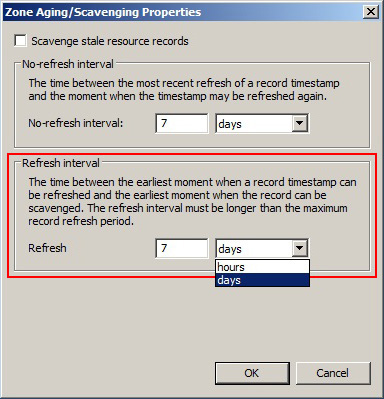 Zone Aging/Scavenging Properties
Scavenge stale resource records
No-refresh interval
The time between the most recent refresh of a record timestamp
and the moment when the timestamp may be refreshed again.
No-refresh interval: 7 days
Refresh interval
The time between the earliest moment when a record timestamp can
be refreshed and the earliest moment when the record can be
scavenged. The refresh interval must be longer than the maximum
record refresh period.
Refresh 7 days
hours
days
OK Cancel